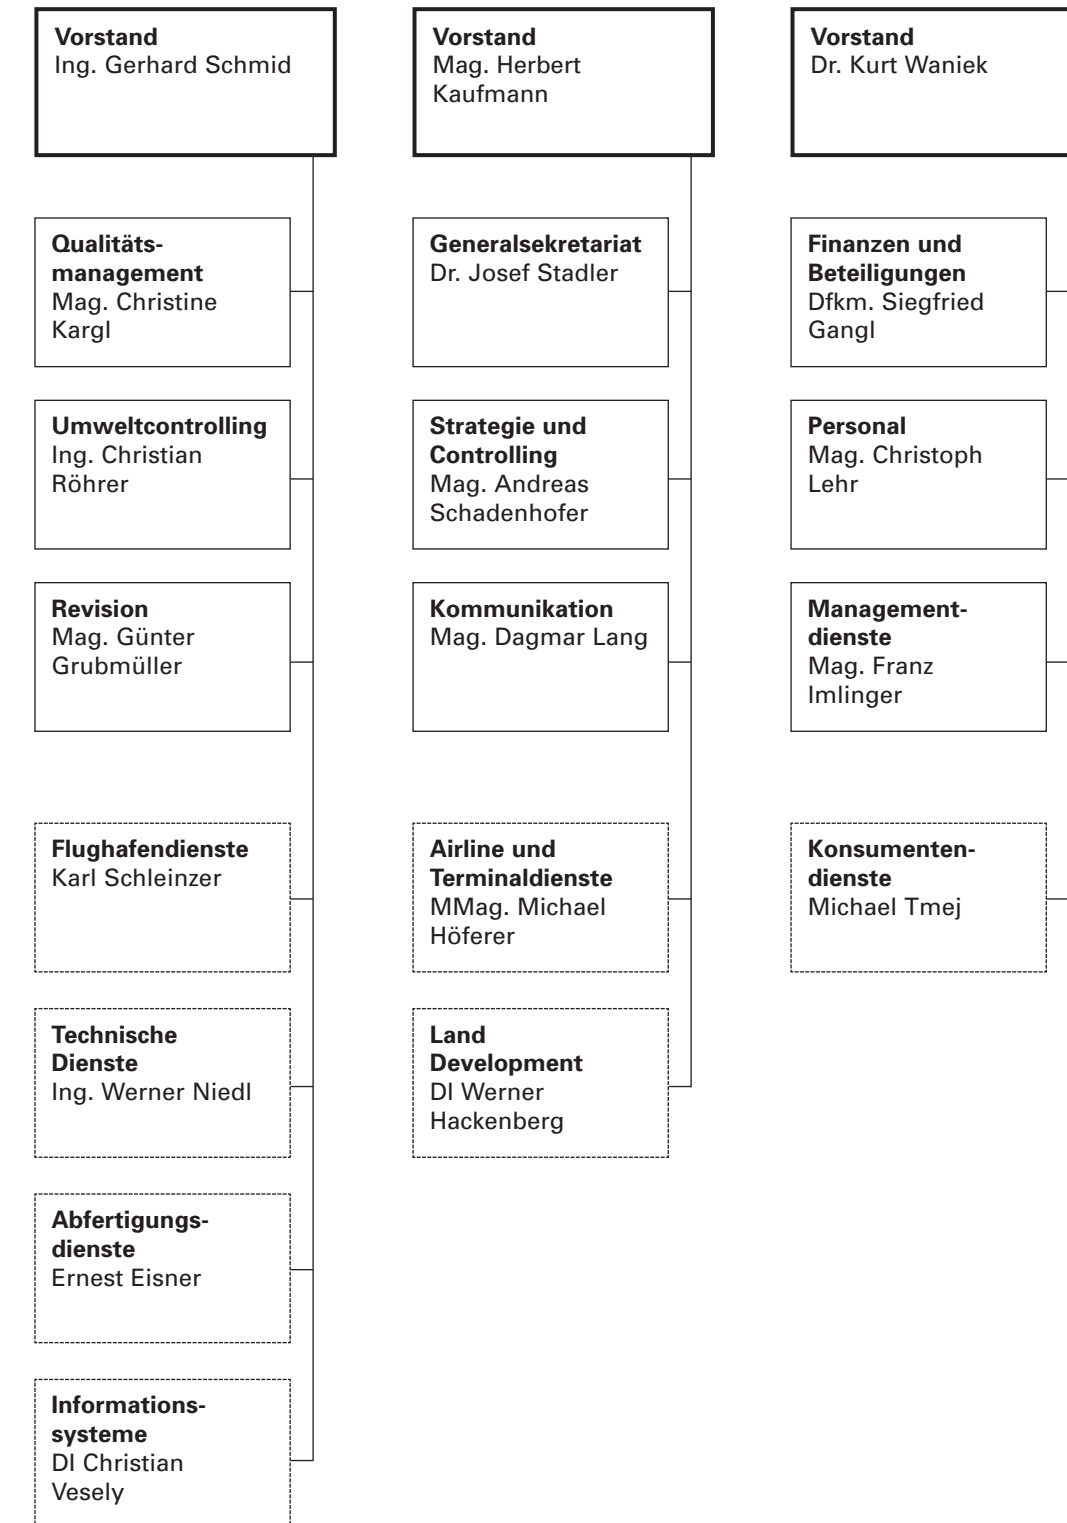 Vorstand
Ing. Gerhard Schmid
Qualitäts-
management
Mag. Christine
Kargl
Umweltcontrolling
Ing. Christian
Röhrer
Revision
Mag. Günter
Grubmüller
Flughafendienste
Karl Schleinzer
Technische
Dienste
Ing. Werner Niedl
Abfertigungs-
dienste
Ernest Eisner
Informations-
systeme
DI Christian
Vesely
Vorstand
Mag. Herbert
Kaufmann
Generalsekretariat
Dr. Josef Stadler
Strategie und
Controlling
Mag. Andreas
Schadenhofer
Kommunikation
Mag. Dagmar Lang
Airline und
Terminaldienste
MMag. Michael
Höferer
Land
Development
DI Werner
Hackenberg
Vorstand
Dr. Kurt Waniek
Finanzen und
Beteiligungen
Dfkm. Siegfried
Gangl
Personal
Mag. Christoph
Lehr
Management-
dienste
Mag. Franz
Imlinger
Konsumenten-
dienste
Michael Tmej